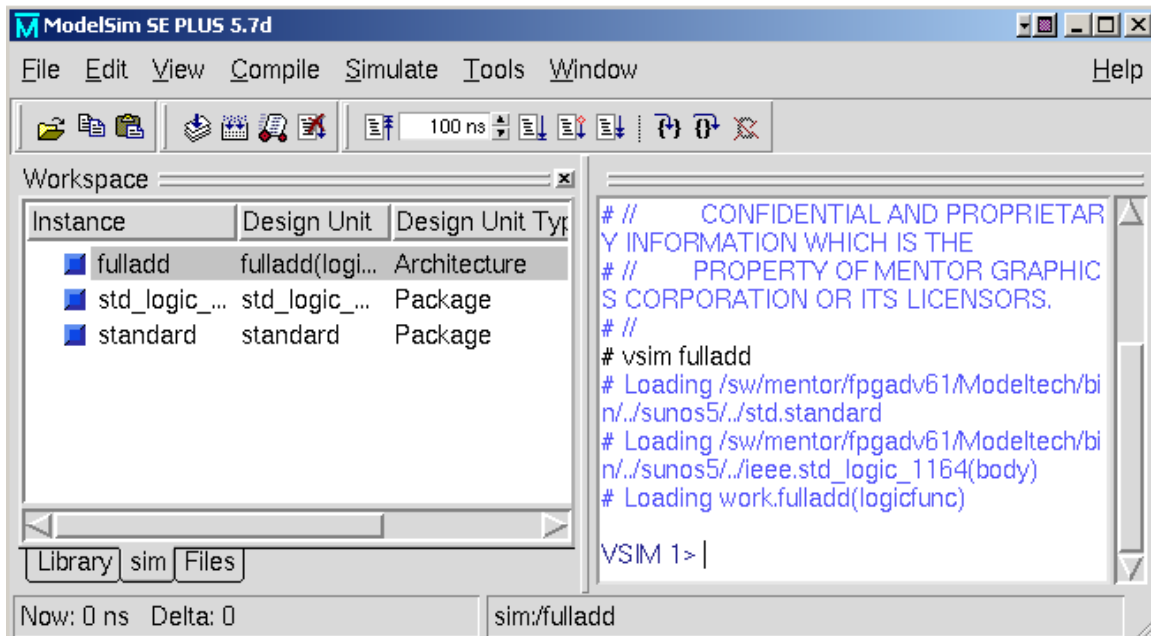 ModelSim SE PLUS 5.7d
File Edit View Compile Simulate Tools Window Help
100 ns
Workspace
Instance Design Unit Design Unit Typ
fulladd fulladd(logi... Architecture
std_logic_... std_logic_... Package
standard standard Package
Library sim Files
# // CONFIDENTIAL AND PROPRIETAR
Y INFORMATION WHICH IS THE
# // PROPERTY OF MENTOR GRAPHIC
S CORPORATION OR ITS LICENSORS.
# //
# vsim fulladd
# Loading /sw/mentor/fpgadv61/Modeltech/bi
n/../sunos5/../std.standard
# Loading /sw/mentor/fpgadv61/Modeltech/bi
n/../sunos5/../ieee.std_logic_1164(body)
# Loading work.fulladd(logicfunc)
VSIM 1>
Now: 0 ns Delta: 0 sim:/fulladd